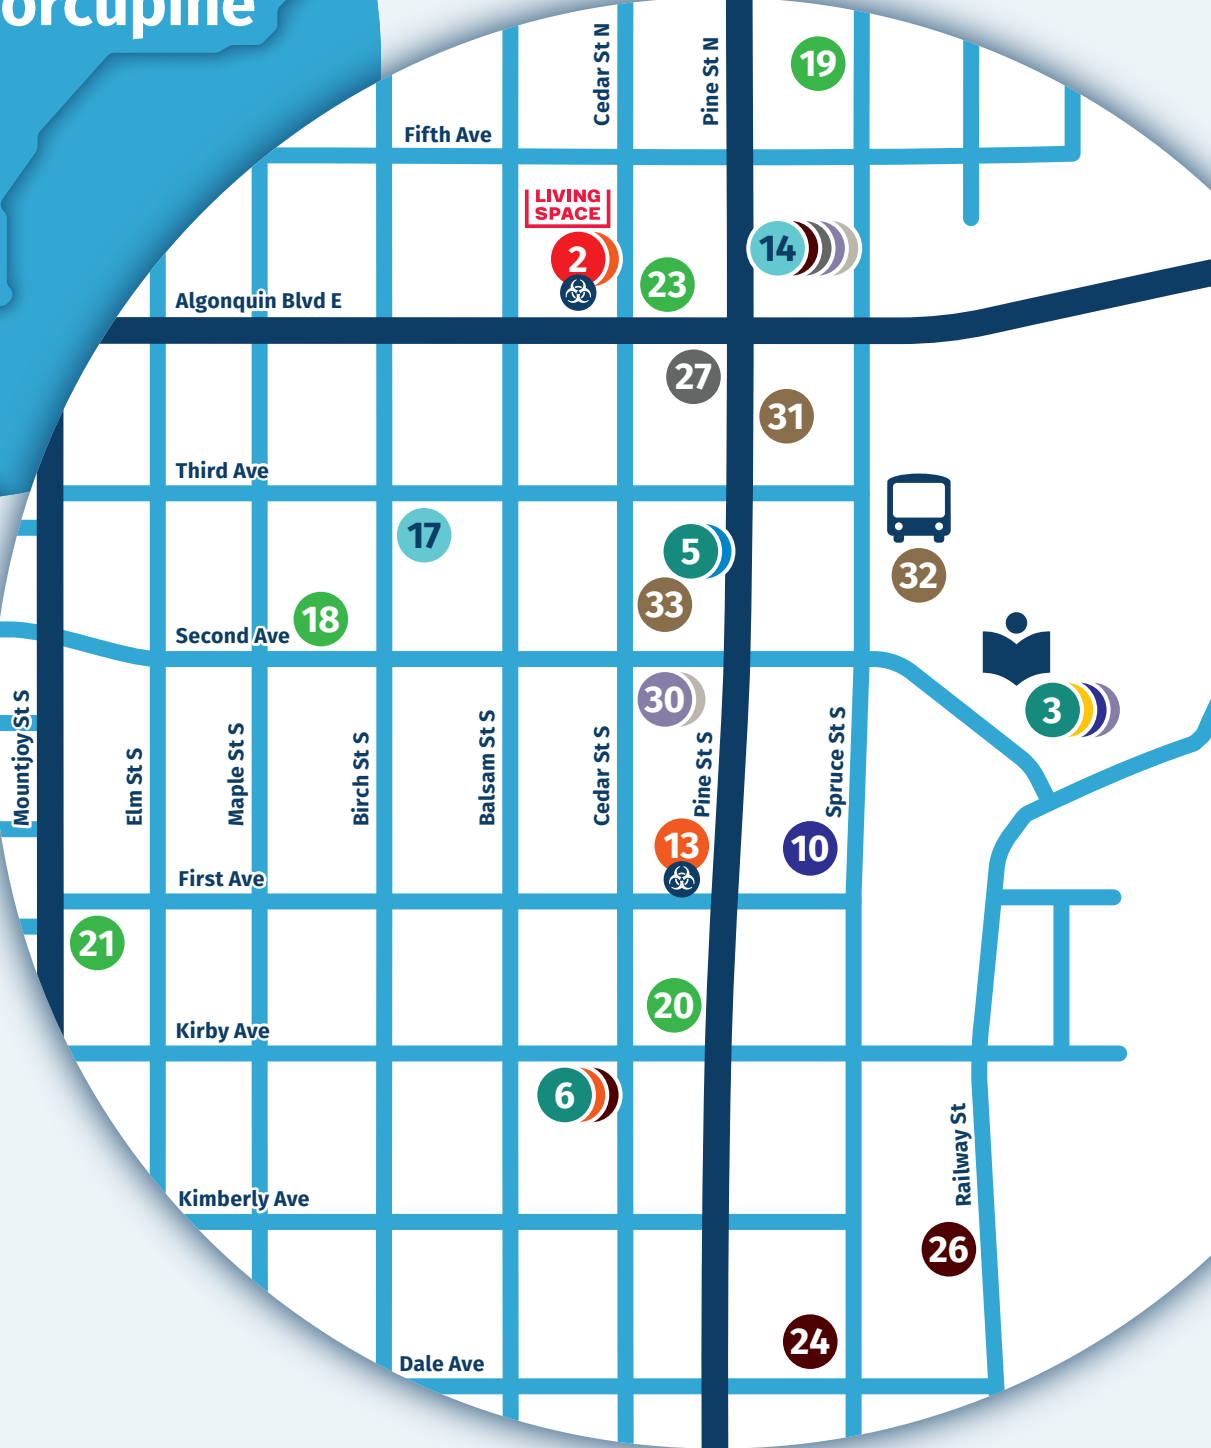 orcupine
Cedar St N
Pine St N
19
Fifth Ave
LIVING
SPACE
2
14
23
Algonquin Blvd E
27
31
Third Ave
17
5
32
33
18
Second Ave
30
3
Mountjoy St S
Elm St S
Maple St S
Birch St S
Balsam St S
Cedar St S
Pine St S
Spruce St S
13
10
First Ave
21
20
Kirby Ave
6
Railway St
Kimberly Ave
26
24
Dale Ave